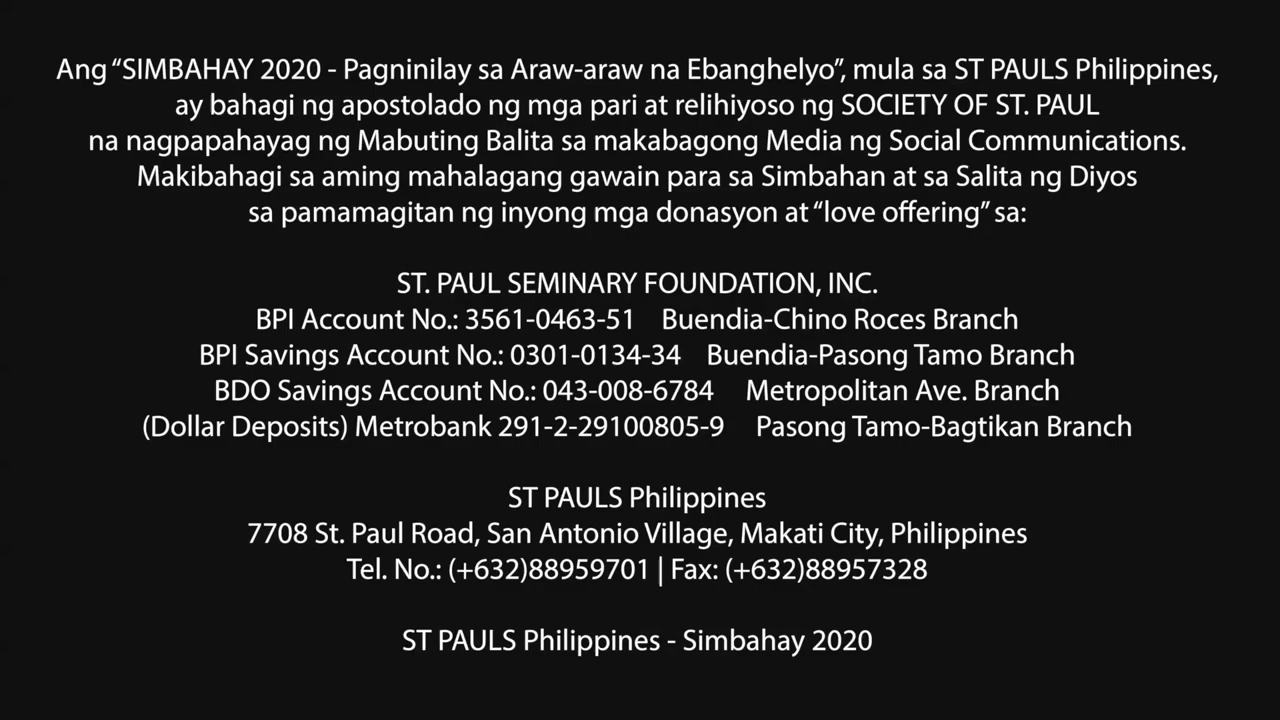 Ang “SIMBAHAY 2020 - Pagninilay sa Araw-araw na Ebanghelyo”, mula sa ST PAULS Philippines,
ay bahagi ng apostolado ng mga pari at relihiyoso ng SOCIETY OF ST. PAUL
na nagpapahayag ng Mabuting Balita sa makabagong Media ng Social Communications.
Makibahagi sa aming mahalagang gawain para sa Simbahan at sa Salita ng Diyos
sa pamamagitan ng inyong mga donasyon at “love offering” sa:
ST. PAUL SEMINARY FOUNDATION, INC.
BPI Account No.: 3561-0463-51 Buendia-Chino Roces Branch
BPI Savings Account No.: 0301-0134-34 Buendia-Pasong Tamo Branch
BDO Savings Account No.: 043-008-6784 Metropolitan Ave. Branch
(Dollar Deposits) Metrobank 291-2-29100805-9 Pasong Tamo-Bagtikan Branch
ST PAULS Philippines
7708 St. Paul Road, San Antonio Village, Makati City, Philippines
Tel. No.: (+632)88959701 | Fax: (+632)88957328
ST PAULS Philippines - Simbahay 2020